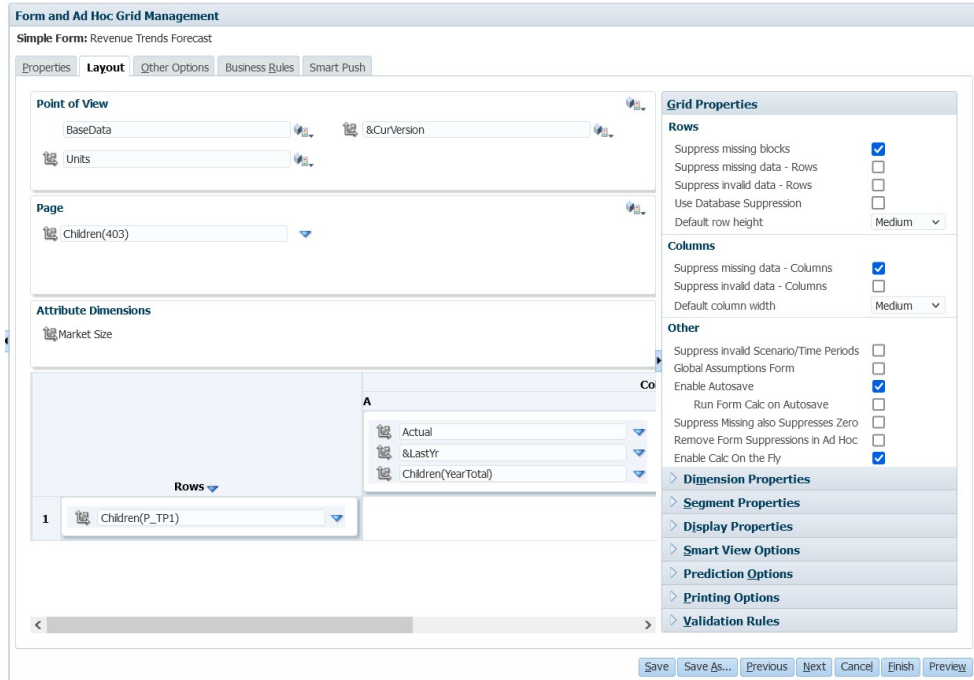 Form and Ad Hoc Grid Management
Simple Form: Revenue Trends Forecast
Properties Layout Other Options Business Rules Smart Push
Point of View
BaseData &CurVersion
Units
Page
Children(403)
Attribute Dimensions
Market Size
Col
A
Actual
&LastYr
Children(YearTotal)
Rows
1 Children(P_TP1)
Grid Properties
Rows
Suppress missing blocks
Suppress missing data - Rows
Suppress invalid data - Rows
Use Database Suppression
Default row height Medium
Columns
Suppress missing data - Columns
Suppress invalid data - Columns
Default column width Medium
Other
Suppress invalid Scenario/Time Periods
Global Assumptions Form
Enable Autosave
Run Form Calc on Autosave
Suppress Missing also Suppresses Zero
Remove Form Suppressions in Ad Hoc
Enable Calc On the Fly
Dimension Properties
Segment Properties
Display Properties
Smart View Options
Prediction Options
Printing Options
Validation Rules
Save Save As... Previous Next Cancel Finish Preview